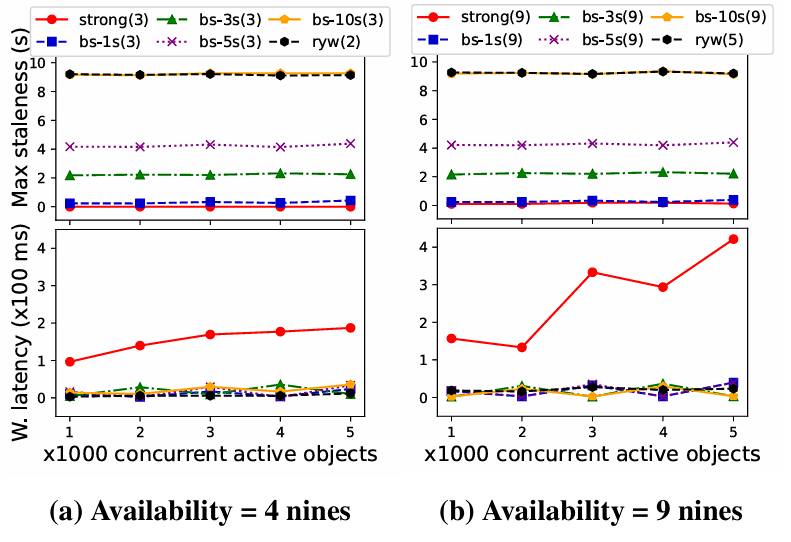 strong(3) bs-3s(3) bs-10s(3)
bs-1s(3) bs-5s(3) ryw(2)
strong(9) bs-3s(9) bs-10s(9)
bs-1s(9) bs-5s(9) ryw(5)
Max staleness (s)
10
8
6
4
2
0
10
8
6
4
2
0
W. latency (x100 ms)
4
3
2
1
0
1 2 3 4 5
x1000 concurrent active objects
4
3
2
1
0
1 2 3 4 5
x1000 concurrent active objects
(a) Availability = 4 nines
(b) Availability = 9 nines